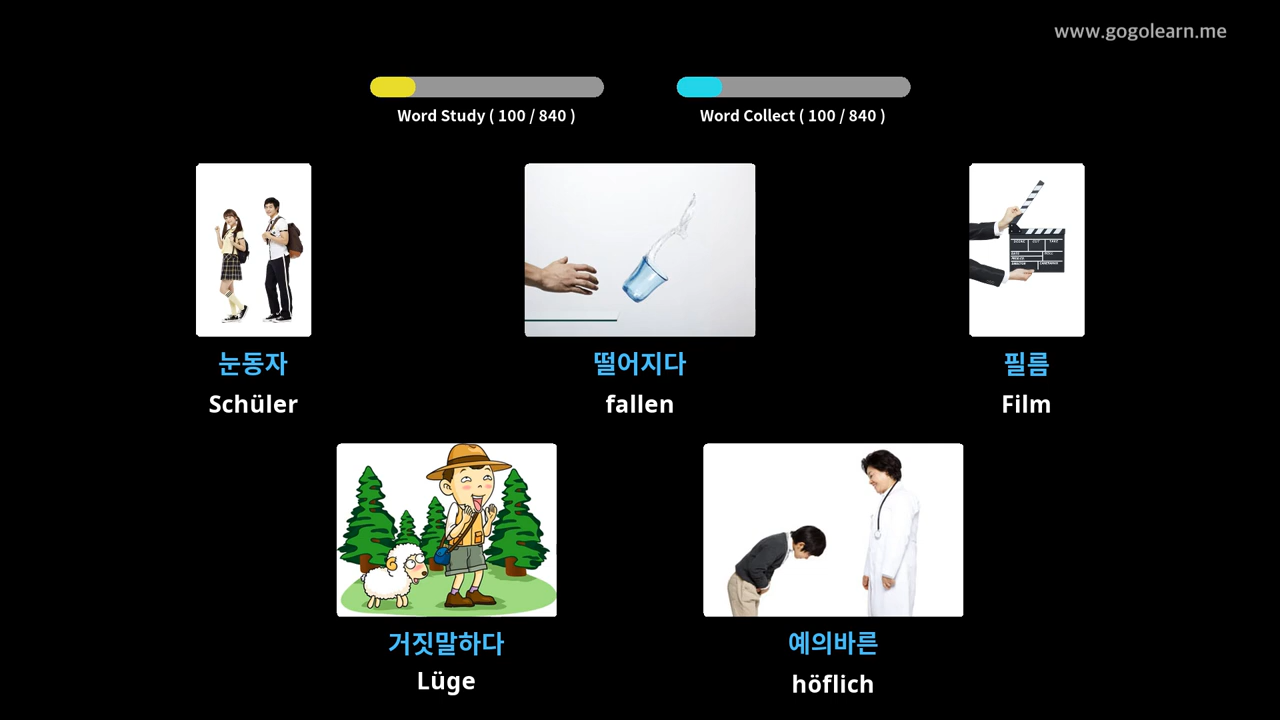 www.gogolearn.me
Word Study ( 100 / 840 )
Word Collect ( 100 / 840 )
눈동자
Schüler
떨어지다
fallen
필름
Film
거짓말하다
Lüge
예의바른
höflich